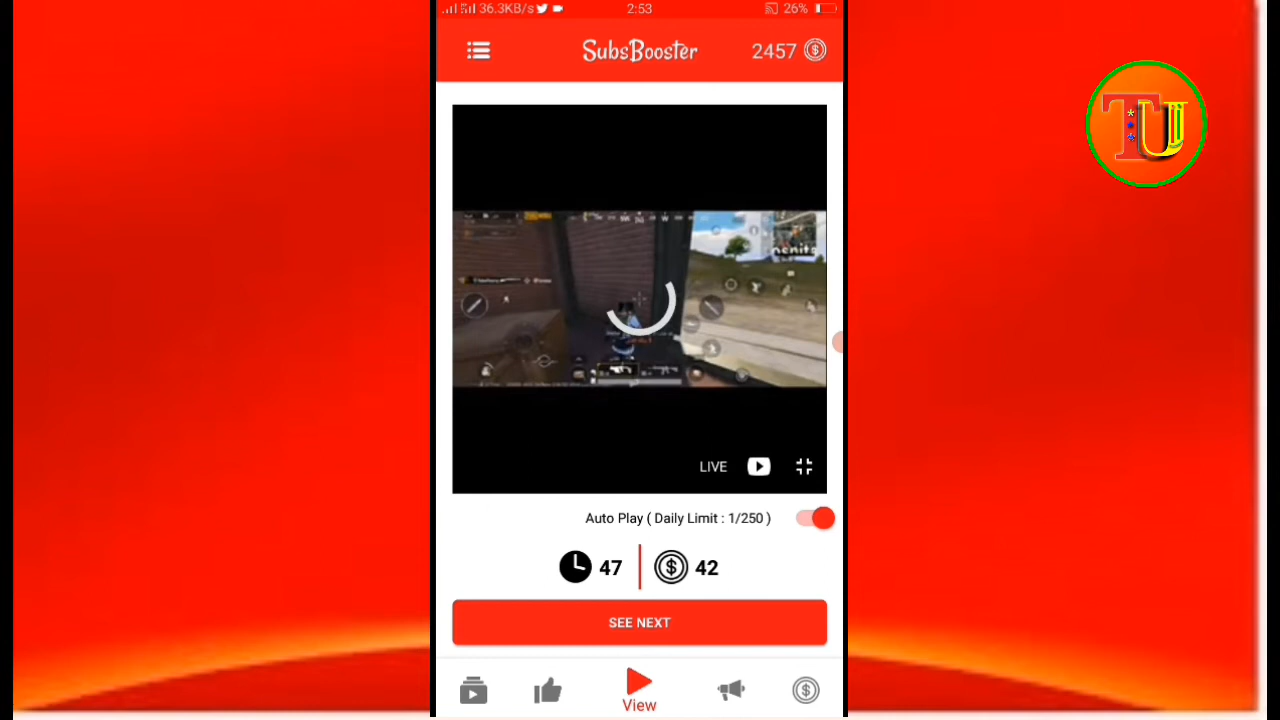 36.3KB/s 2:53 26%
SubsBooster 2457
TU
LIVE
Auto Play ( Daily Limit : 1/250 )
47 42
SEE NEXT
View